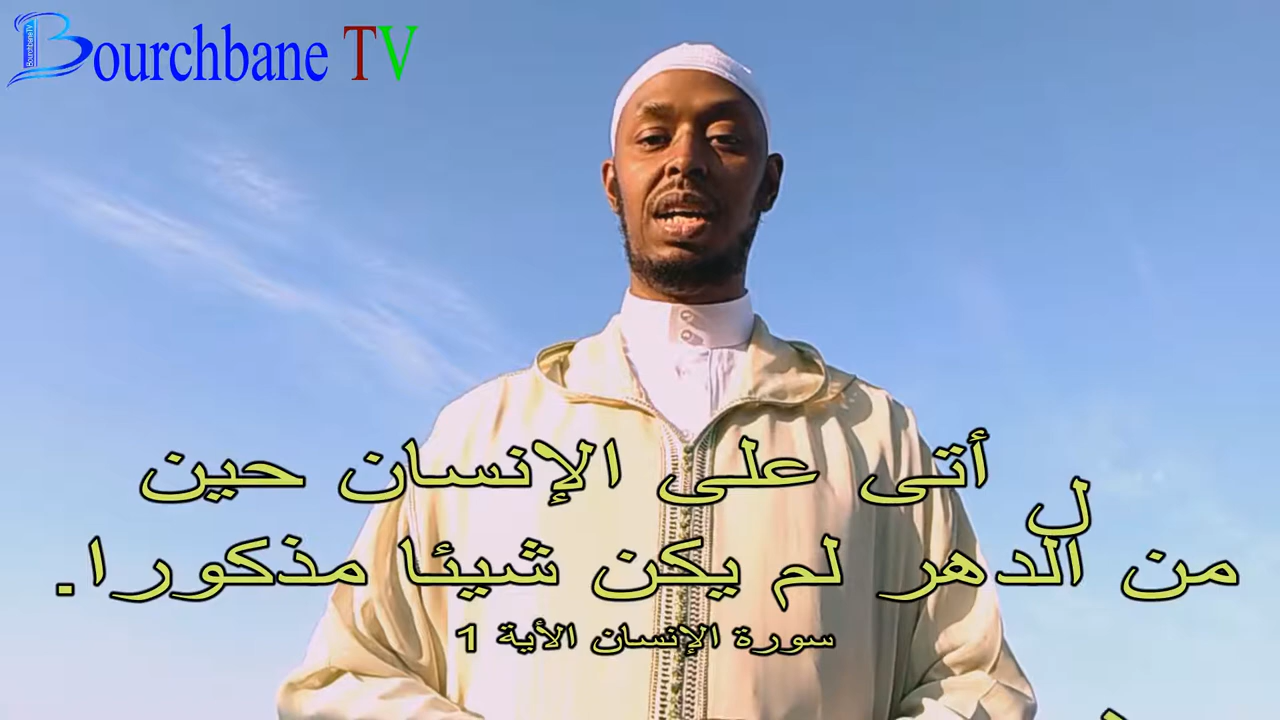 Bourchbane TV
ل أتى على الإنسان حين
من الدهر لم يكن شيئا مذكورا.
سورة الإنسان الأية 1